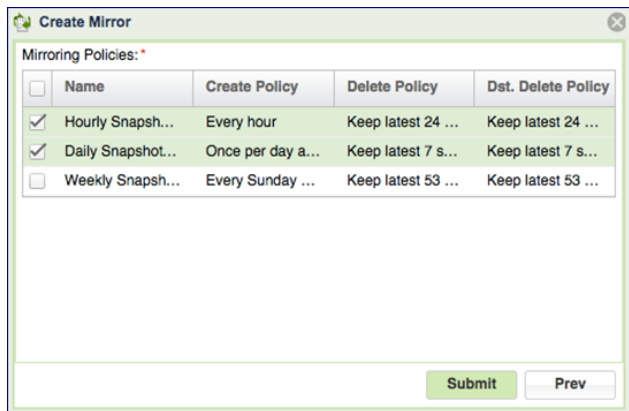 Create Mirror
Mirroring Policies: *
Name Create Policy Delete Policy Dst. Delete Policy
Hourly Snapsh... Every hour Keep latest 24 ... Keep latest 24 ...
Daily Snapshot... Once per day a... Keep latest 7 s... Keep latest 7 s...
Weekly Snapsh... Every Sunday ... Keep latest 53 ... Keep latest 53 ...
Submit Prev